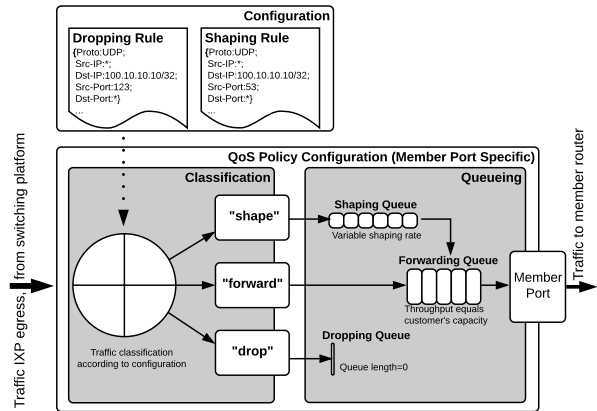 Configuration
Dropping Rule
{Proto:UDP;
Src-IP:*;
Dst-IP:100.10.10.10/32;
Src-Port:123;
Dst-Port:*}
...
Shaping Rule
{Proto:UDP;
Src-IP:*;
Dst-IP:100.10.10.10/32;
Src-Port:53;
Dst-Port:*}
...
QoS Policy Configuration (Member Port Specific)
Classification
Queueing
Traffic IXP egress, from switching platform
Traffic classification
according to configuration
"shape"
"forward"
"drop"
Shaping Queue
Variable shaping rate
Forwarding Queue
Throughput equals
customer's capacity
Dropping Queue
Queue length=0
Member
Port
Traffic to member router